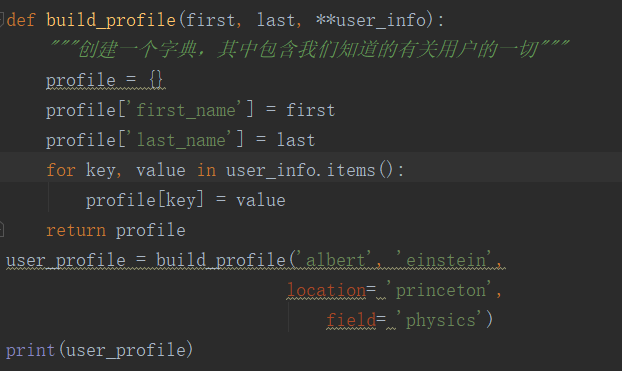 def build_profile(first, last, **user_info):
    """创建一个字典，其中包含我们知道的有关用户的一切"""
    profile = {}
    profile['first_name'] = first
    profile['last_name'] = last
    for key, value in user_info.items():
        profile[key] = value
    return profile
user_profile = build_profile('albert', 'einstein',
                            location= 'princeton',
                                field= 'physics')
print(user_profile)